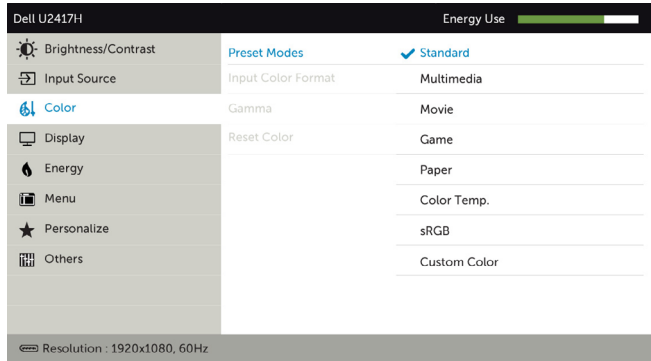 Dell U2417H
Energy Use
Brightness/Contrast
Input Source
Color
Display
Energy
Menu
Personalize
Others
Preset Modes
Input Color Format
Gamma
Reset Color
Standard
Multimedia
Movie
Game
Paper
Color Temp.
sRGB
Custom Color
Resolution : 1920x1080, 60Hz